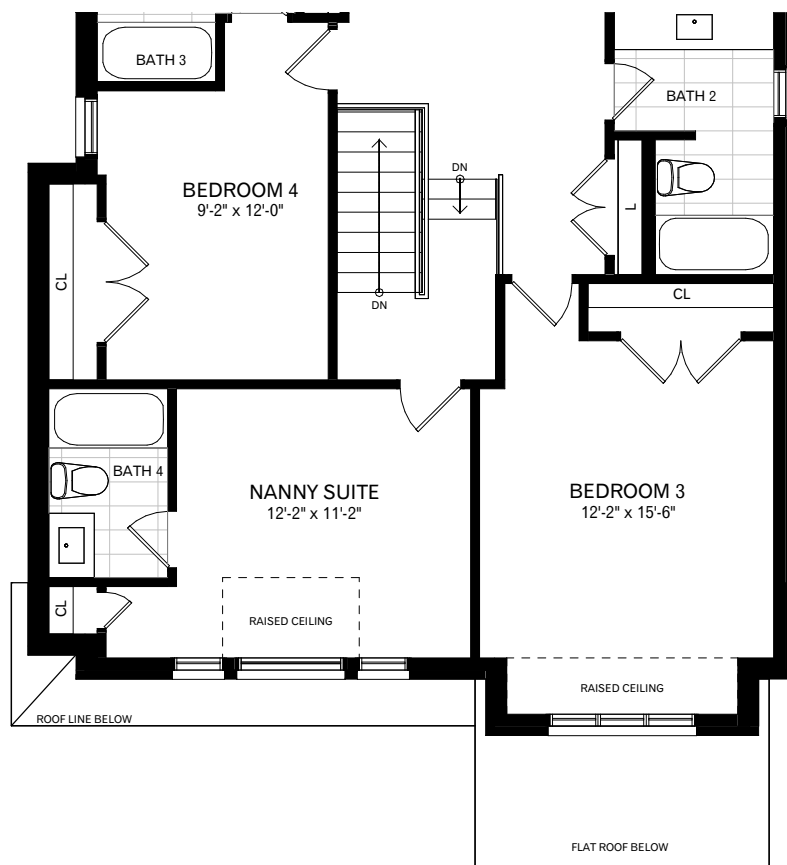 BATH 3
BATH 2
BEDROOM 4
9'-2" x 12'-0"
DN
L
CL
DN
CL
BATH 4
NANNY SUITE
12'-2" x 11'-2"
BEDROOM 3
12'-2" x 15'-6"
CL
RAISED CEILING
RAISED CEILING
ROOF LINE BELOW
FLAT ROOF BELOW